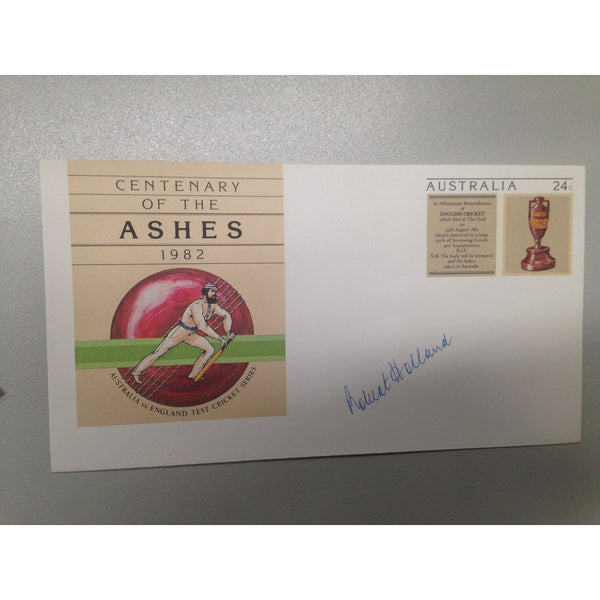 CENTENARY
OF THE
ASHES
1982
AUSTRALIA vs. ENGLAND TEST CRICKET SERIES
AUSTRALIA 24c
In Affectionate Remembrance
of
ENGLISH CRICKET
which died at The Oval
on
29th August 1882
Deeply lamented by a large
circle of Sorrowing Friends
and Acquaintances
R.I.P.
N.B. The body will be cremated
and the Ashes
taken to Australia
Robert Holland